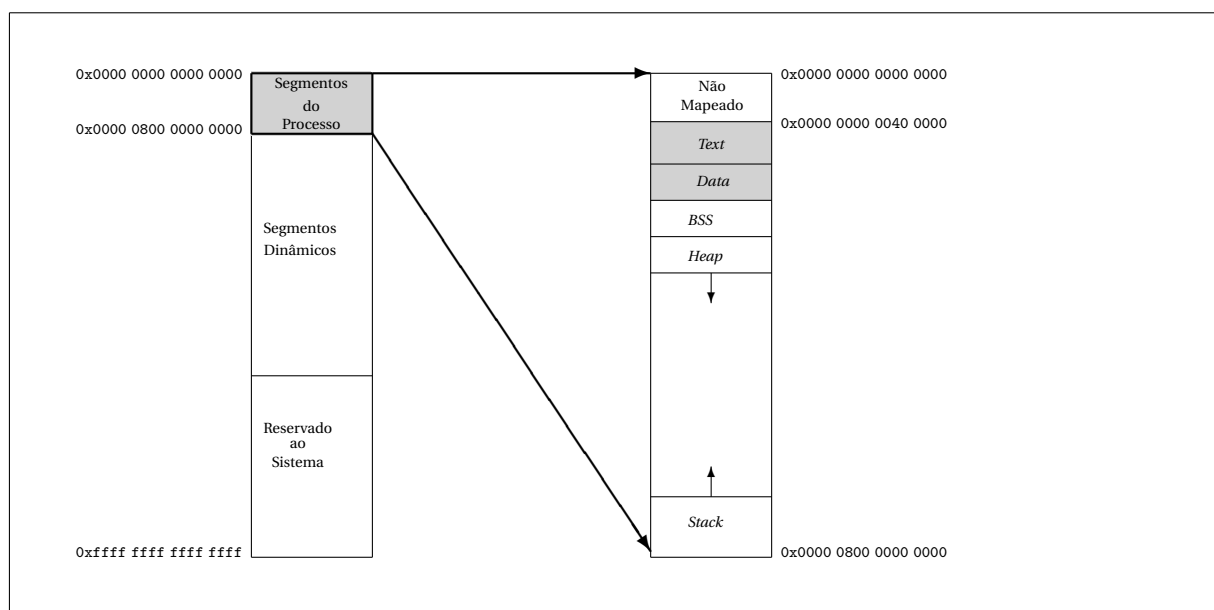 0x0000 0000 0000 0000
Segmentos
do
Processo
0x0000 0800 0000 0000
Segmentos
Dinâmicos
Reservado
ao
Sistema
0xffff ffff ffff ffff
Não
Mapeado
0x0000 0000 0000 0000
0x0000 0000 0040 0000
Text
Data
BSS
Heap
Stack
0x0000 0800 0000 0000